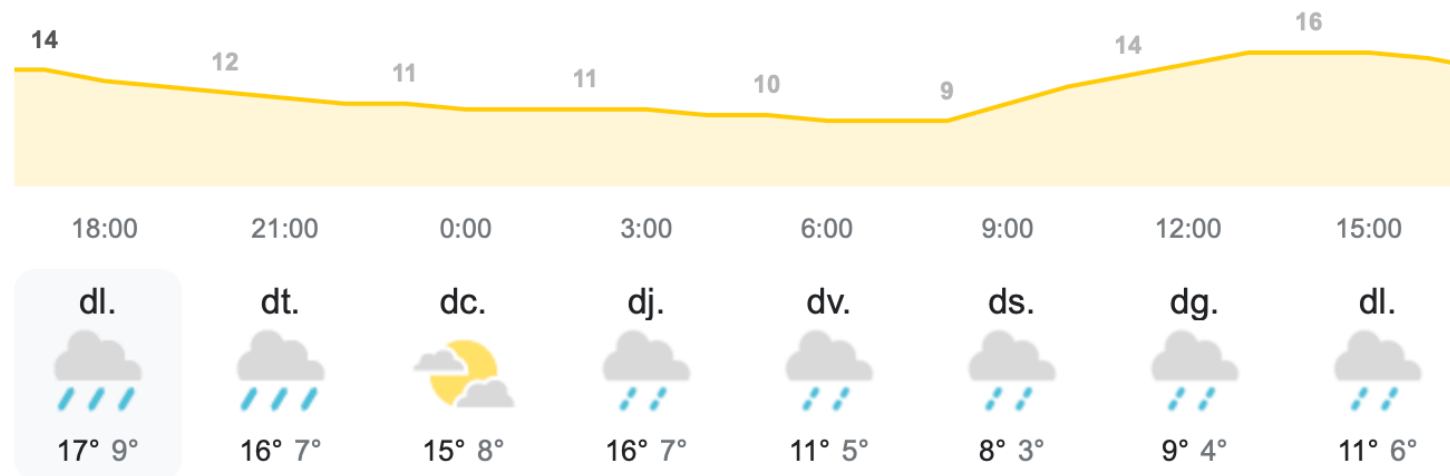 14 12 11 11 10 9 14 16
18:00 21:00 0:00 3:00 6:00 9:00 12:00 15:00
dl. dt. dc. dj. dv. ds. dg. dl.
17° 9° 16° 7° 15° 8° 16° 7° 11° 5° 8° 3° 9° 4° 11° 6°